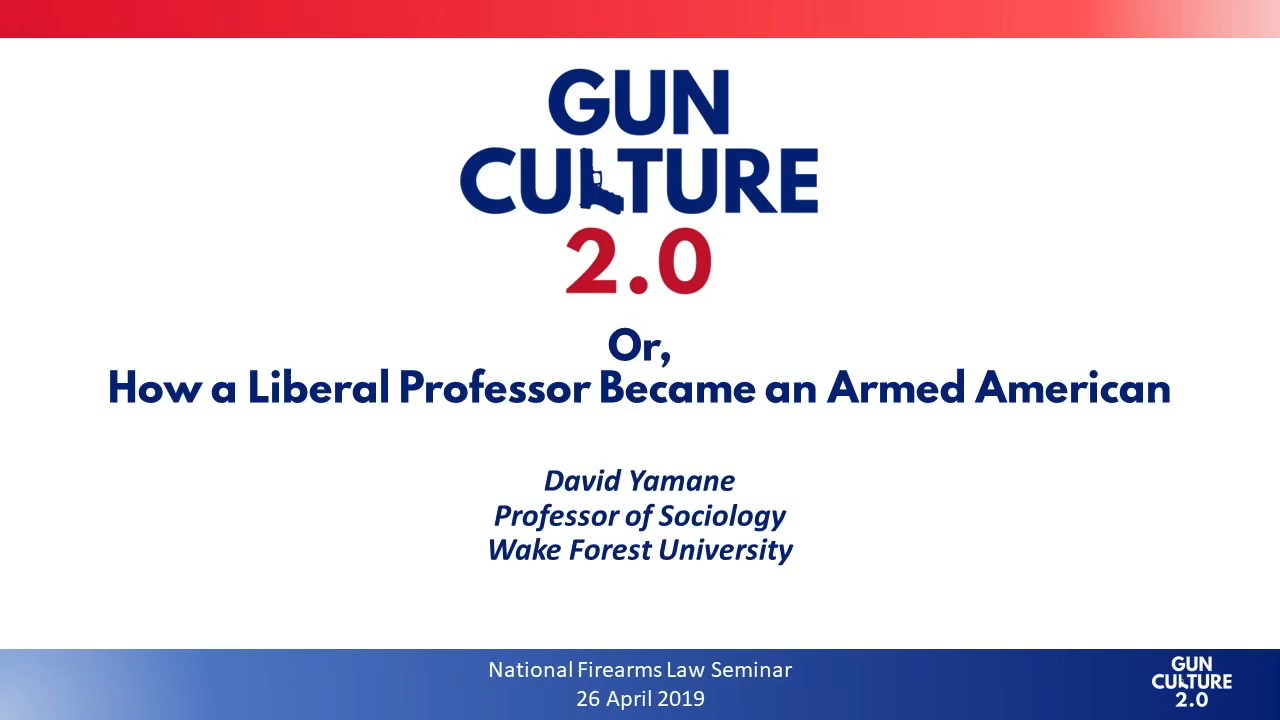 GUN
CULTURE
2.0
Or,
How a Liberal Professor Became an Armed American
David Yamane
Professor of Sociology
Wake Forest University
National Firearms Law Seminar
26 April 2019
GUN
CULTURE
2.0